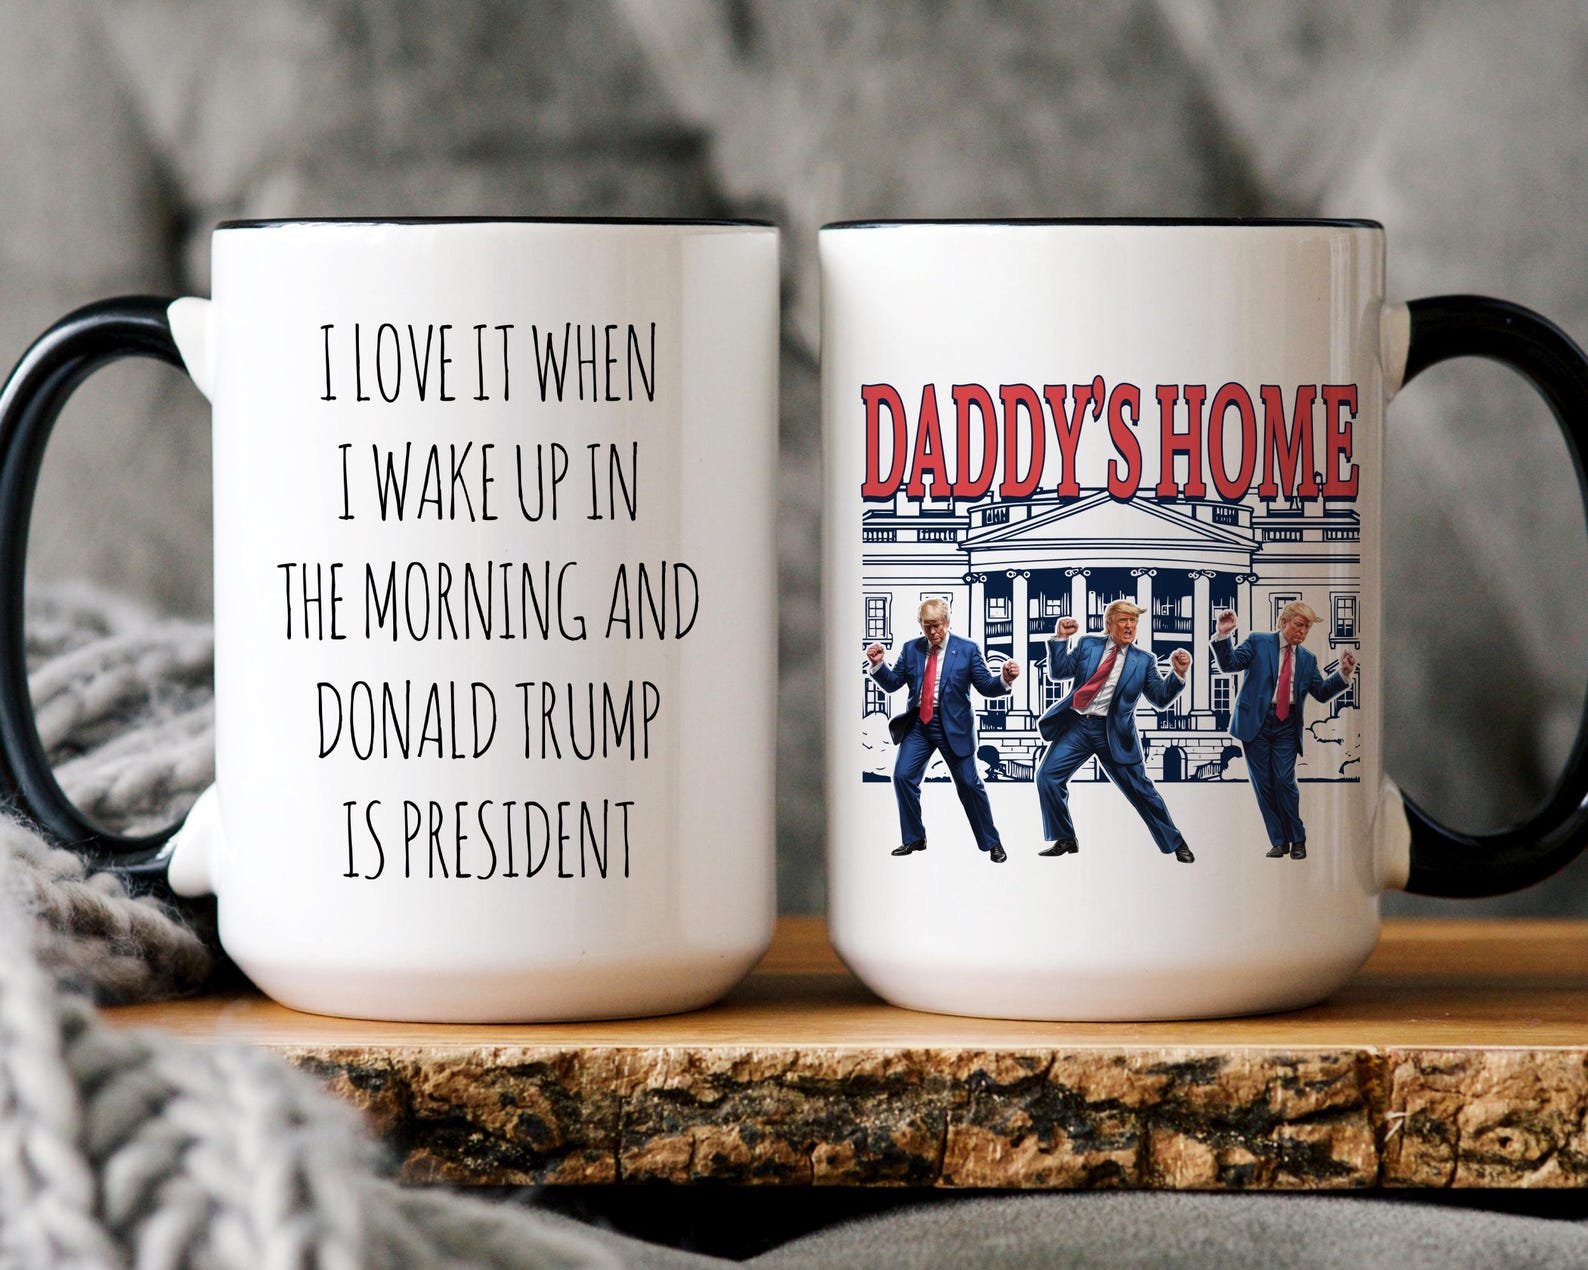 I LOVE IT WHEN
I WAKE UP IN
THE MORNING AND
DONALD TRUMP
IS PRESIDENT
DADDY'S HOME